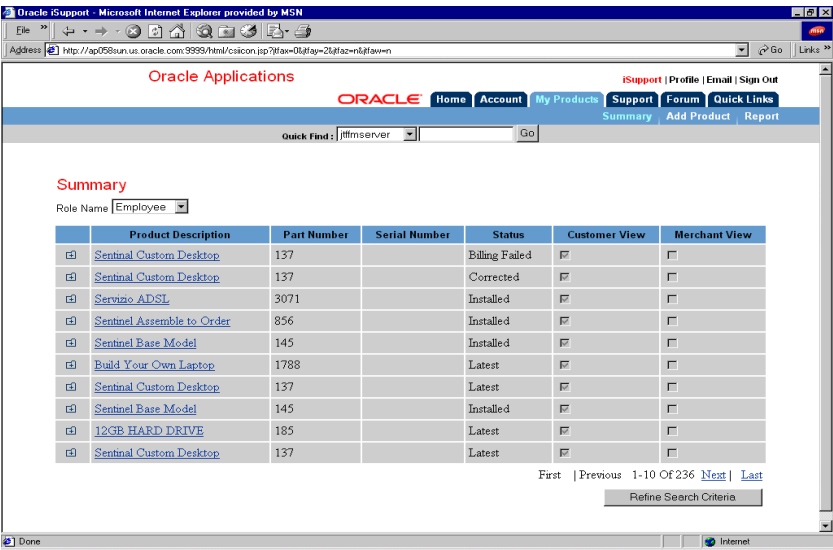 Oracle iSupport - Microsoft Internet Explorer provided by MSN
File »
msn
Address http://ap058sun.us.oracle.com:9999/html/csiicon.jsp?jtfax=0&jtfay=2&jtfaz=n&jtfaw=n Go Links »
Oracle Applications
iSupport | Profile | Email | Sign Out
ORACLE Home Account My Products Support Forum Quick Links
Summary Add Product Report
Quick Find : jtffmserver Go
Summary
Role Name Employee
Product Description Part Number Serial Number Status Customer View Merchant View
Sentinal Custom Desktop 137 Billing Failed
Sentinal Custom Desktop 137 Corrected
Servizio ADSL 3071 Installed
Sentinel Assemble to Order 856 Installed
Sentinel Base Model 145 Installed
Build Your Own Laptop 1788 Latest
Sentinal Custom Desktop 137 Latest
Sentinel Base Model 145 Installed
12GB HARD DRIVE 185 Latest
Sentinal Custom Desktop 137 Latest
First | Previous 1-10 Of 236 Next | Last
Refine Search Criteria
Done Internet